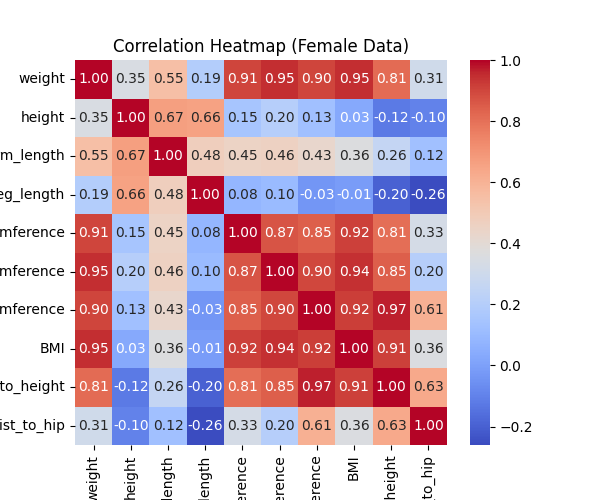 Correlation Heatmap (Female Data)
weight 1.00 0.35 0.55 0.19 0.91 0.95 0.90 0.95 0.81 0.31
height 0.35 1.00 0.67 0.66 0.15 0.20 0.13 0.03 -0.12 -0.10
m_length 0.55 0.67 1.00 0.48 0.45 0.46 0.43 0.36 0.26 0.12
eg_length 0.19 0.66 0.48 1.00 0.08 0.10 -0.03 -0.01 -0.20 -0.26
mference 0.91 0.15 0.45 0.08 1.00 0.87 0.85 0.92 0.81 0.33
mference 0.95 0.20 0.46 0.10 0.87 1.00 0.90 0.94 0.85 0.20
mference 0.90 0.13 0.43 -0.03 0.85 0.90 1.00 0.92 0.97 0.61
BMI 0.95 0.03 0.36 -0.01 0.92 0.94 0.92 1.00 0.91 0.36
to_height 0.81 -0.12 0.26 -0.20 0.81 0.85 0.97 0.91 1.00 0.63
ist_to_hip 0.31 -0.10 0.12 -0.26 0.33 0.20 0.61 0.36 0.63 1.00
weight
height
length
length
ference
ference
ference
BMI
height
to_hip
1.0
0.8
0.6
0.4
0.2
0.0
−0.2